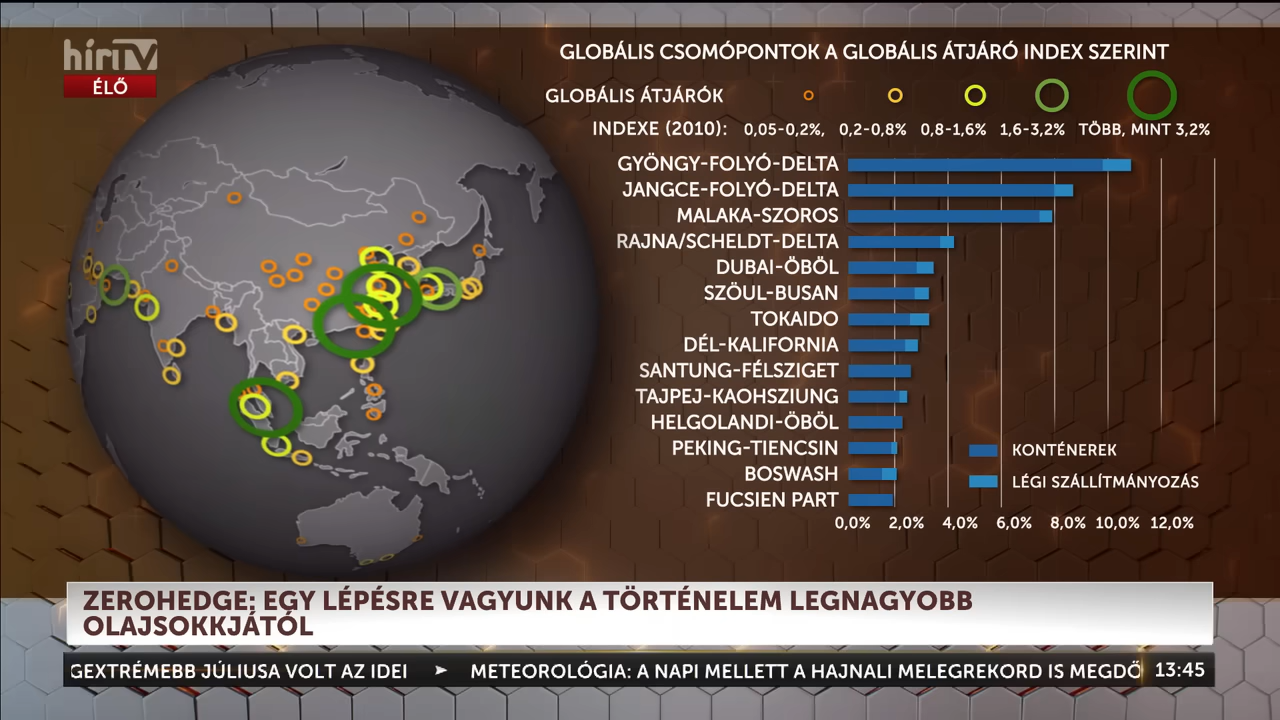 hírTV
ÉLŐ
GLOBÁLIS CSOMÓPONTOK A GLOBÁLIS ÁTJÁRÓ INDEX SZERINT
GLOBÁLIS ÁTJÁRÓK
INDEXE (2010): 0,05-0,2%, 0,2-0,8% 0,8-1,6% 1,6-3,2% TÖBB, MINT 3,2%
GYÖNGY-FOLYÓ-DELTA
JANGCE-FOLYÓ-DELTA
MALAKA-SZOROS
RAJNA/SCHELDT-DELTA
DUBAI-ÖBÖL
SZÖUL-BUSAN
TOKAIDO
DÉL-KALIFORNIA
SANTUNG-FÉLSZIGET
TAJPEJ-KAOHSZIUNG
HELGOLANDI-ÖBÖL
PEKING-TIENCSIN
BOSWASH
FUCSIEN PART
KONTÉNEREK
LÉGI SZÁLLÍTMÁNYOZÁS
0,0% 2,0% 4,0% 6,0% 8,0% 10,0% 12,0%
ZEROHEDGE: EGY LÉPÉSRE VAGYUNK A TÖRTÉNELEM LEGNAGYOBB
OLAJSOKKJÁTÓL
GEXTRÉMEBB JÚLIUSA VOLT AZ IDEI ► METEOROLÓGIA: A NAPI MELLETT A HAJNALI MELEGREKORD IS MEGDŐ 13:45